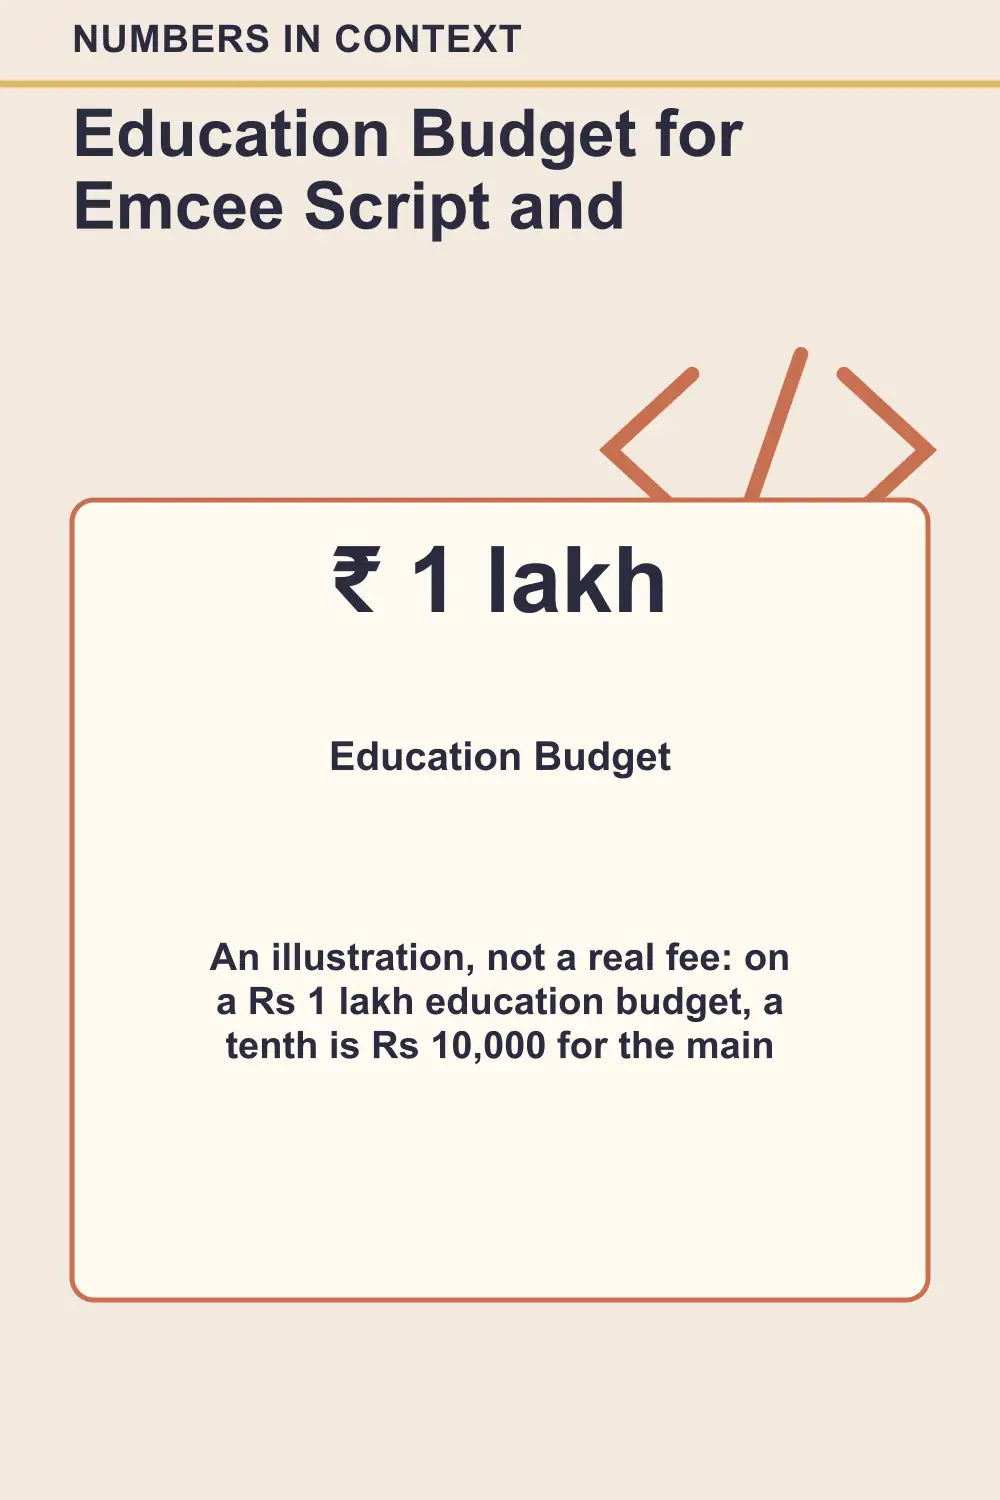 NUMBERS IN CONTEXT
Education Budget for
Emcee Script and
₹ 1 lakh
Education Budget
An illustration, not a real fee: on
a Rs 1 lakh education budget, a
tenth is Rs 10,000 for the main